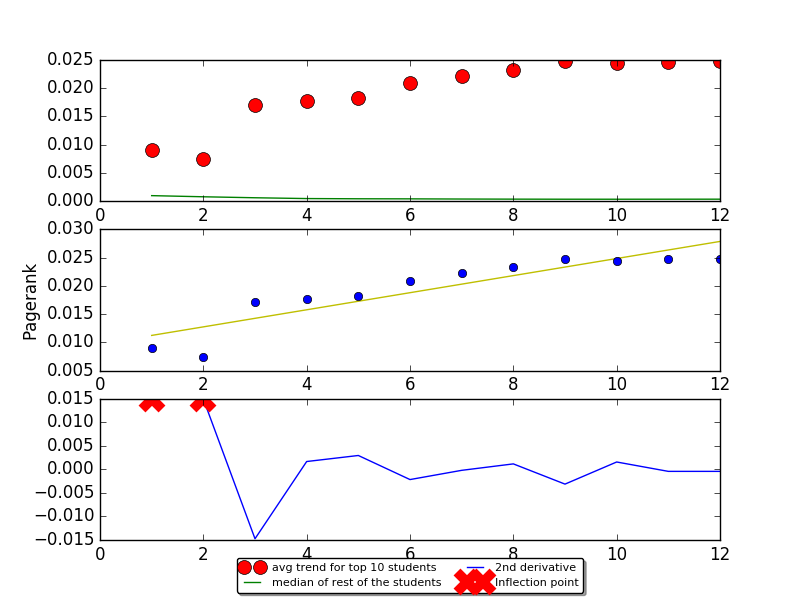 0.025
0.020
0.015
0.010
0.005
0.000
0 2 4 6 8 10 12
0.030
0.025
0.020
0.015
0.010
0.005
Pagerank
0 2 4 6 8 10 12
0.015
0.010
0.005
0.000
−0.005
−0.010
−0.015
0 2 4 6 8 10 12
avg trend for top 10 students
median of rest of the students
2nd derivative
Inflection point